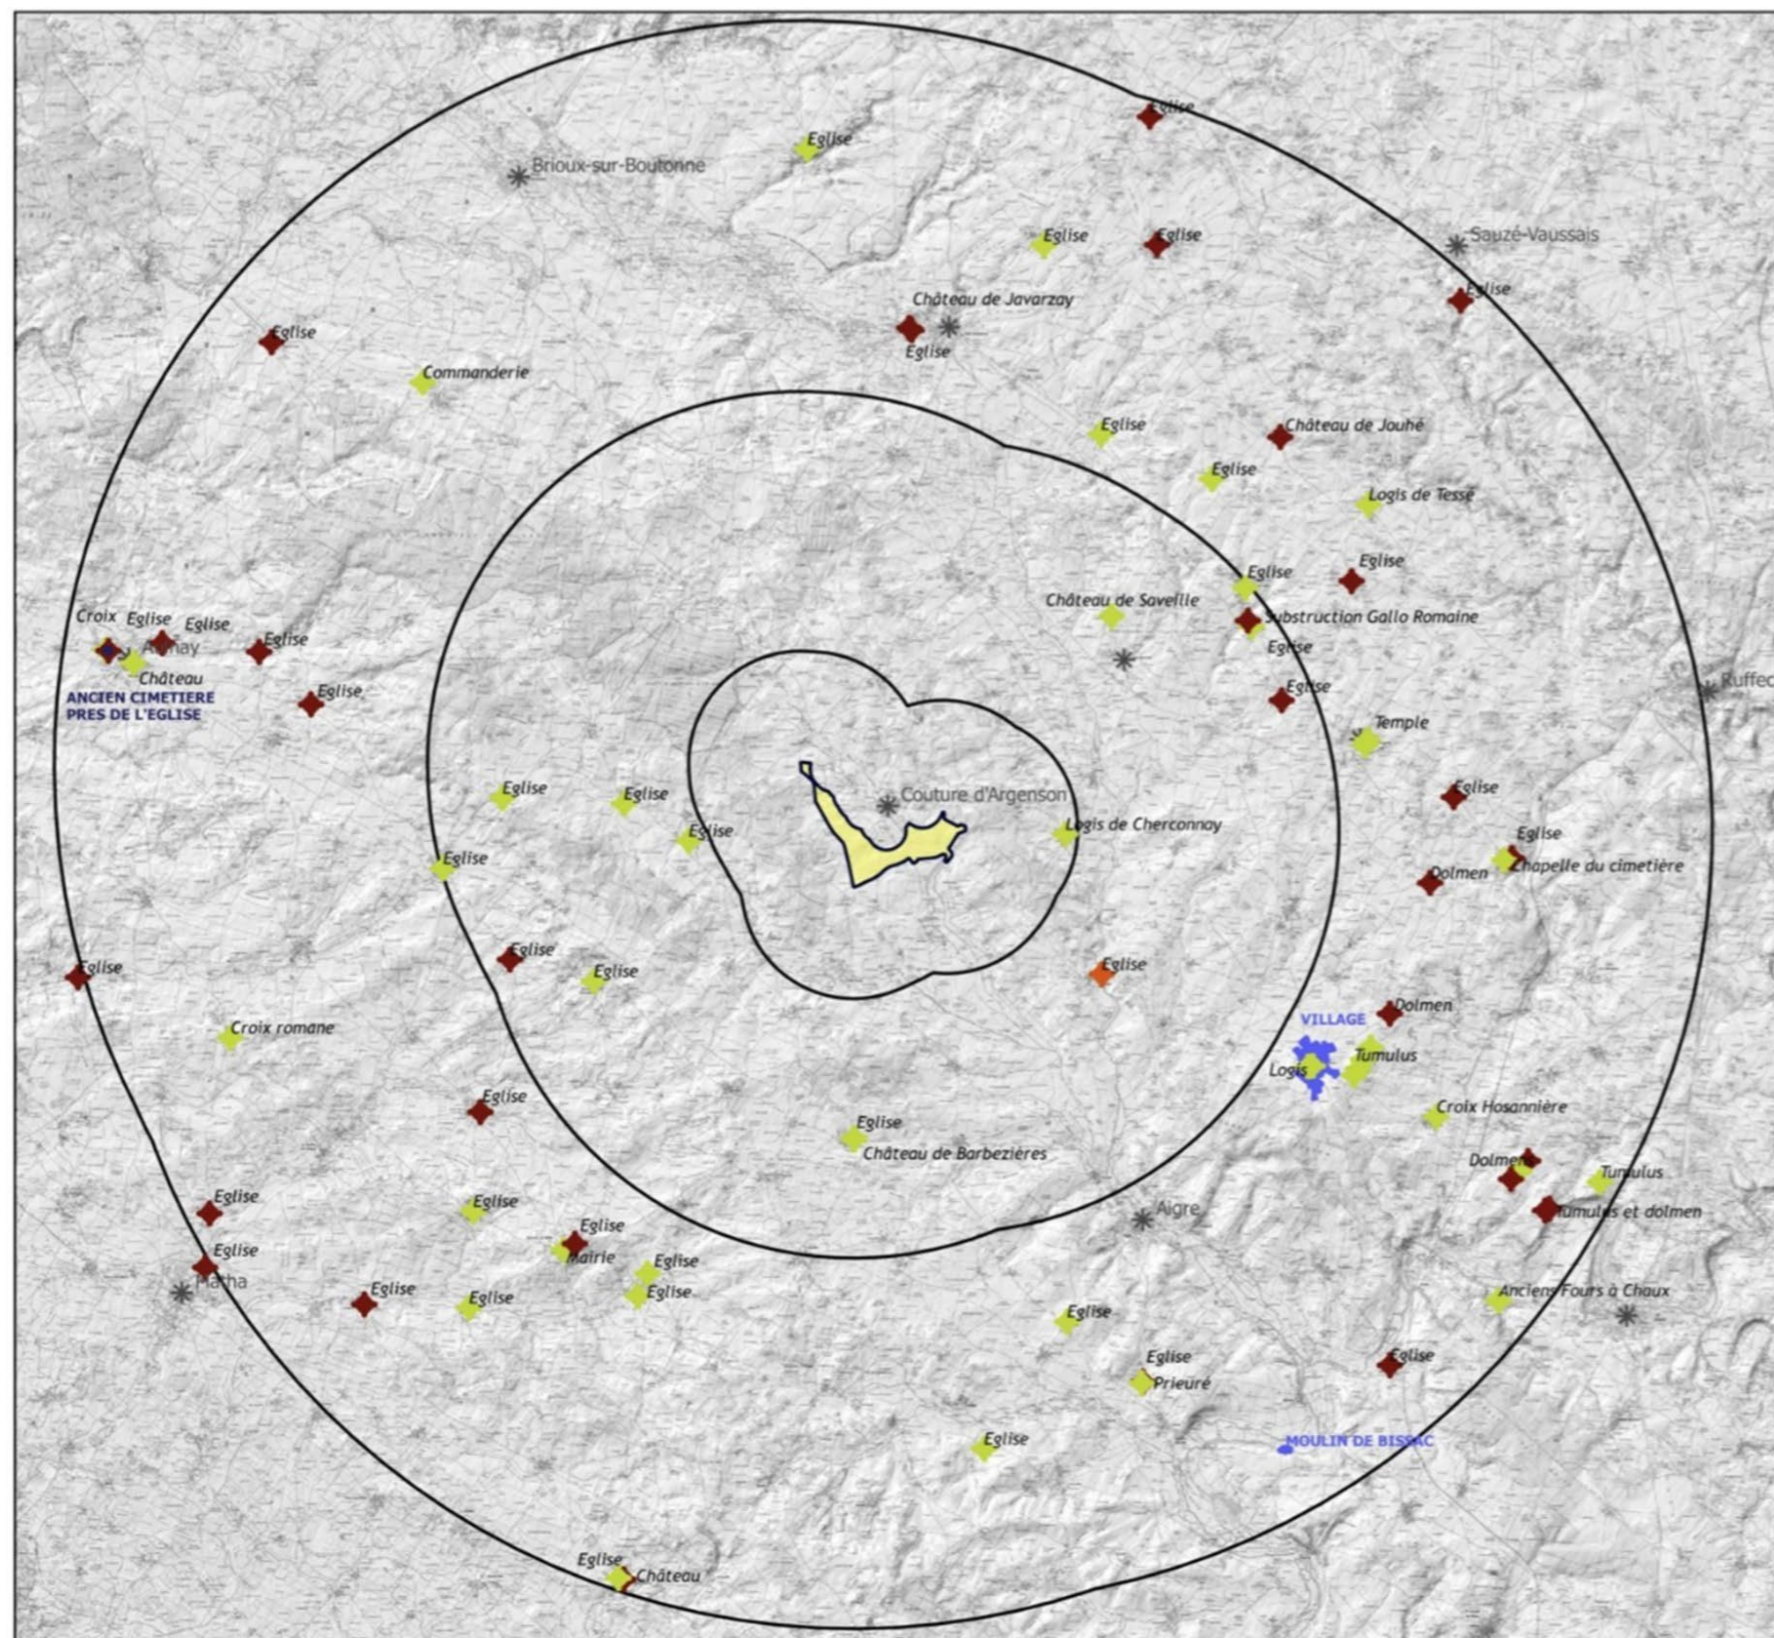 Eglise
Eglise
Brioux-sur-Boutonne
Eglise
Eglise
Sauzé-Vaussais
Eglise
Château de Javarzay
Eglise
Eglise
Commanderie
Eglise
Château de Jouhé
Eglise
Logis de Tessé
Eglise
Eglise
Château de Saveille
Substruction Gallo Romaine
Eglise
Croix
Eglise
Eglise
Eglise
Aulnay
Château
ANCIEN CIMETIERE
PRES DE L'EGLISE
Eglise
Eglise
Ruffec
Temple
Eglise
Eglise
Eglise
Couture d'Argenson
Eglise
Logis de Cherconnay
Eglise
Eglise
Chapelle du cimetière
Dolmen
Eglise
Eglise
Eglise
Eglise
Dolmen
VILLAGE
Croix romane
Tumulus
Logis
Eglise
Croix Hosannière
Eglise
Château de Barbezières
Dolmens
Tumulus
Tumulus et dolmen
Eglise
Eglise
Aigre
Eglise
Mairie
Eglise
Eglise
Matha
Eglise
Eglise
Eglise
Anciens Fours à Chaux
Eglise
Eglise
Prieuré
Eglise
Eglise
MOULIN DE BISSAC
Eglise
Château